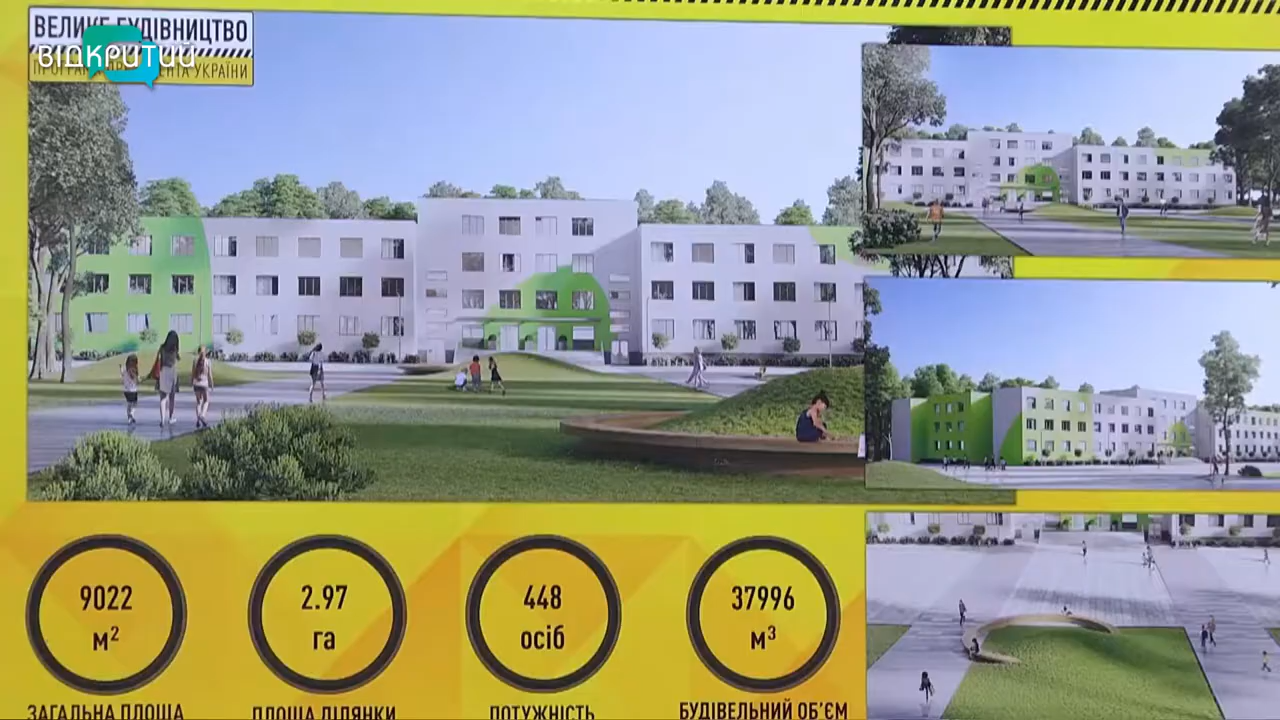 ВЕЛИКЕ БУДІВНИЦТВО
ВІДКРИТИЙ
ПРОГРАМА ПРЕЗИДЕНТА УКРАЇНИ
9022
м²
2.97
га
448
осіб
37996
м³
ЗАГАЛЬНА ПЛОЩА
ПЛОЩА ДІЛЯНКИ
ПОТУЖНІСТЬ
БУДІВЕЛЬНИЙ ОБ'ЄМ